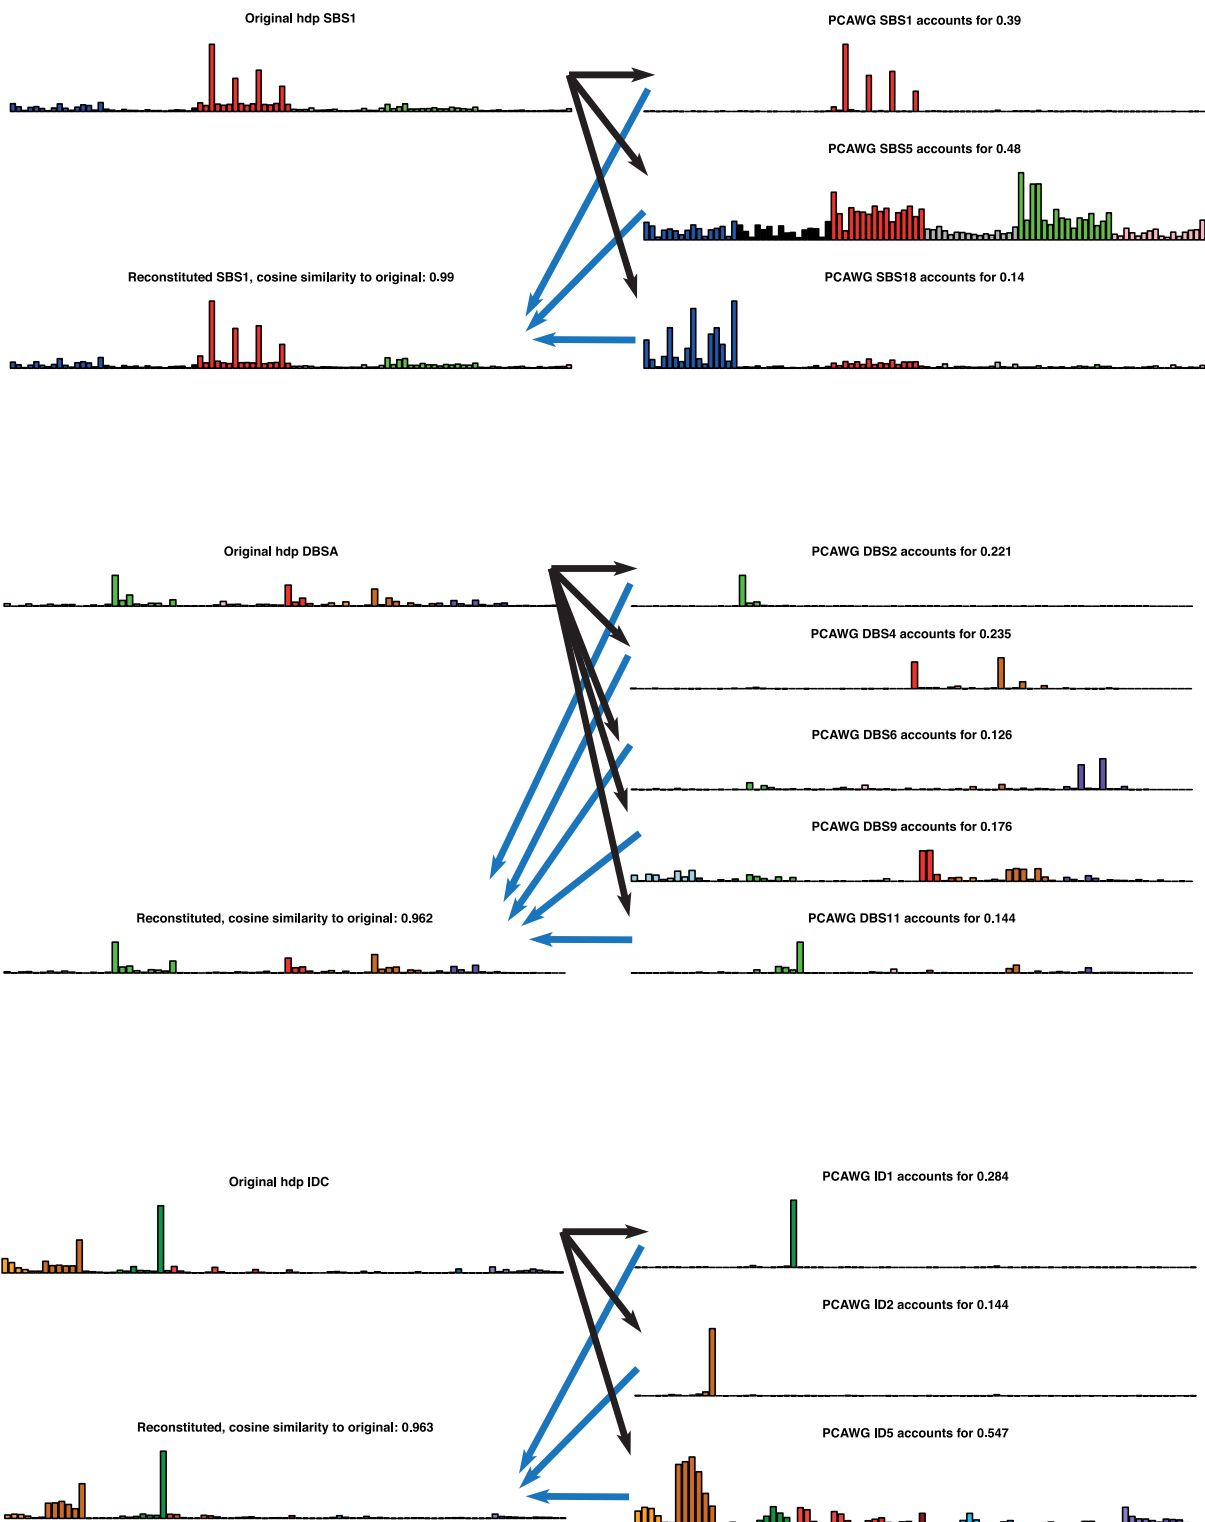 Original hdp SBS1
PCAWG SBS1 accounts for 0.39
PCAWG SBS5 accounts for 0.48
Reconstituted SBS1, cosine similarity to original: 0.99
PCAWG SBS18 accounts for 0.14
Original hdp DBSA
PCAWG DBS2 accounts for 0.221
PCAWG DBS4 accounts for 0.235
PCAWG DBS6 accounts for 0.126
PCAWG DBS9 accounts for 0.176
Reconstituted, cosine similarity to original: 0.962
PCAWG DBS11 accounts for 0.144
Original hdp IDC
PCAWG ID1 accounts for 0.284
PCAWG ID2 accounts for 0.144
Reconstituted, cosine similarity to original: 0.963
PCAWG ID5 accounts for 0.547